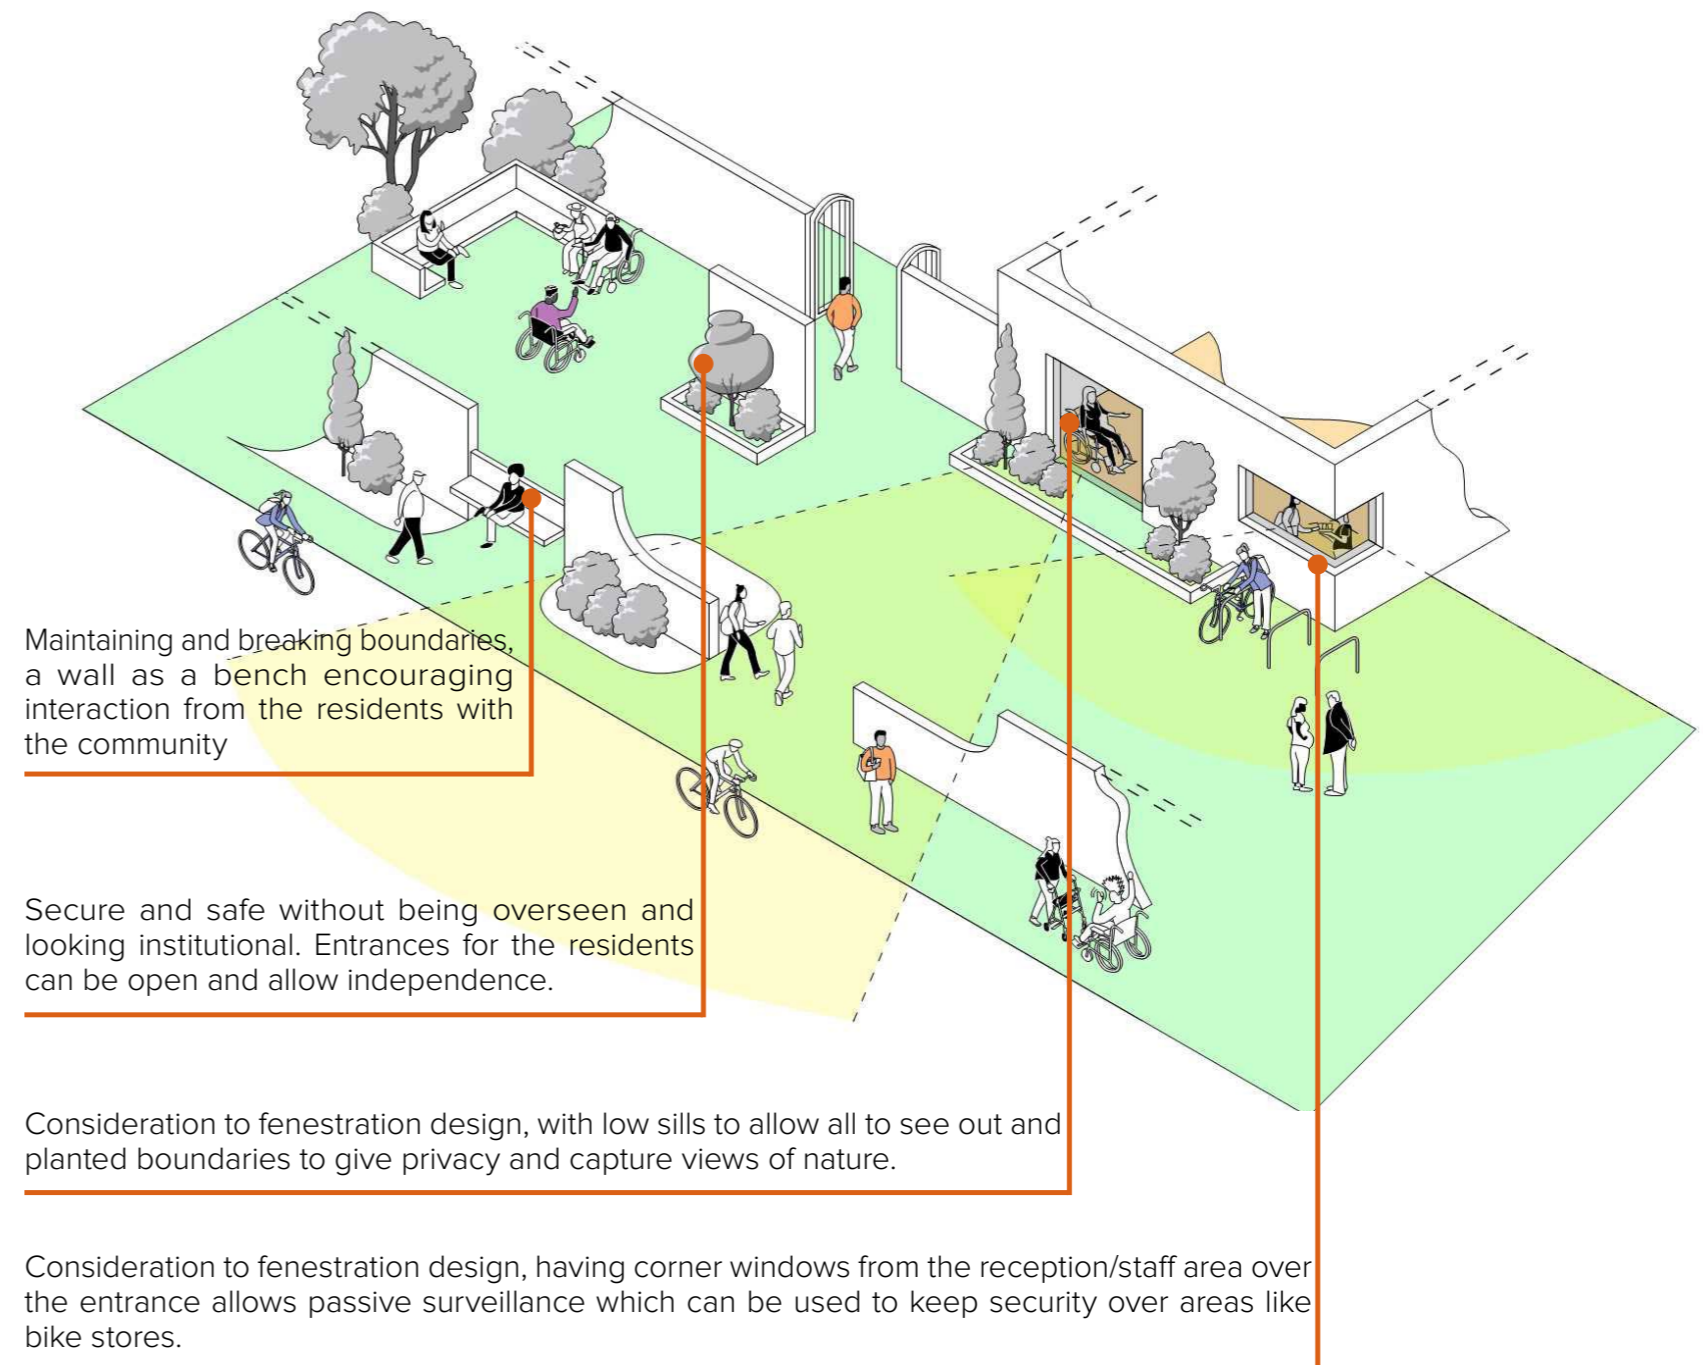 Maintaining and breaking boundaries,
a wall as a bench encouraging
interaction from the residents with
the community
Secure and safe without being overseen and
looking institutional. Entrances for the residents
can be open and allow independence.
Consideration to fenestration design, with low sills to allow all to see out and
planted boundaries to give privacy and capture views of nature.
Consideration to fenestration design, having corner windows from the reception/staff area over
the entrance allows passive surveillance which can be used to keep security over areas like
bike stores.